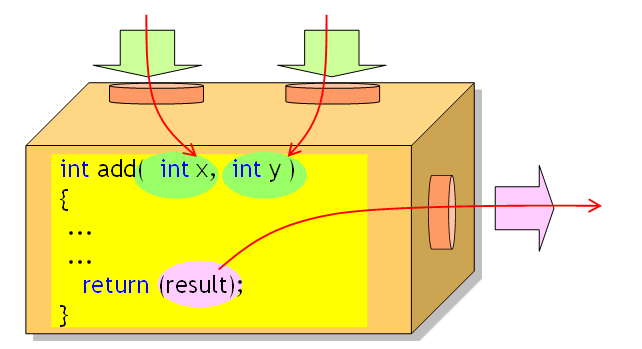 int add( int x, int y )
{
...
...
return (result);
}